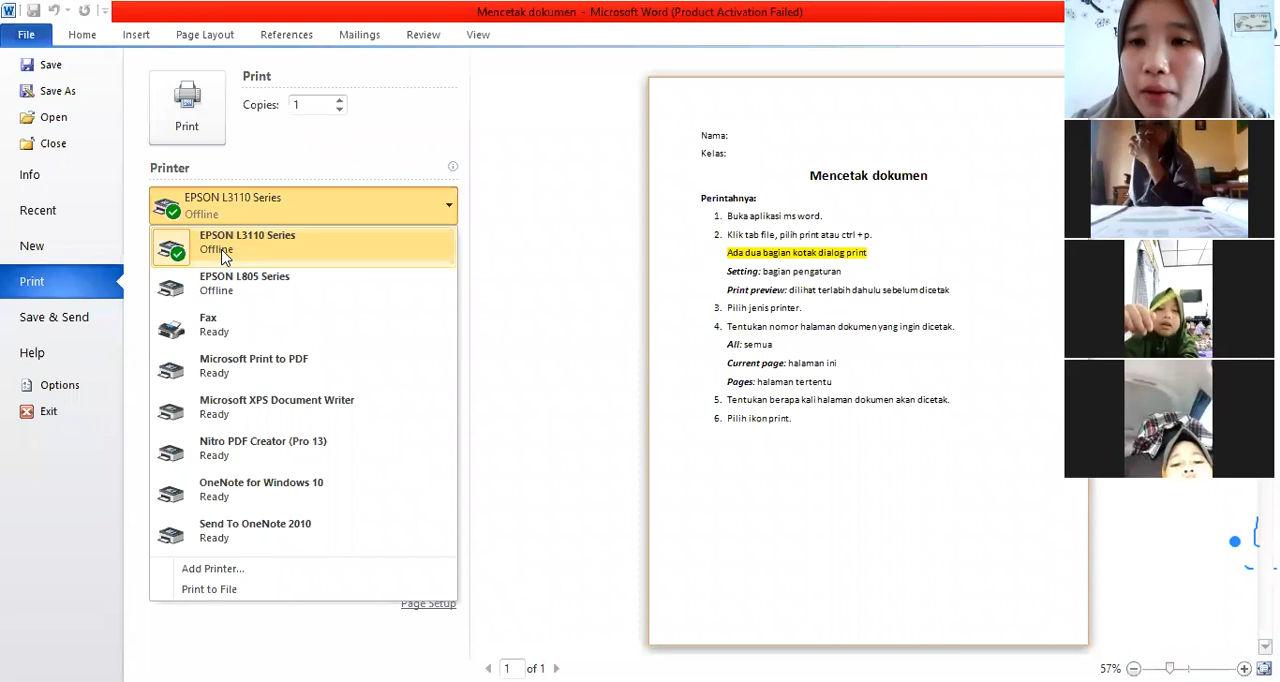 Mencetak dokumen - Microsoft Word (Product Activation Failed)
File Home Insert Page Layout References Mailings Review View
Save
Save As
Open
Close
Info
Recent
New
Print
Save & Send
Help
Options
Exit
Print
Print
Copies: 1
Printer
EPSON L3110 Series
Offline
EPSON L3110 Series
Offline
EPSON L805 Series
Offline
Fax
Ready
Microsoft Print to PDF
Ready
Microsoft XPS Document Writer
Ready
Nitro PDF Creator (Pro 13)
Ready
OneNote for Windows 10
Ready
Send To OneNote 2010
Ready
Add Printer...
Print to File
Page Setup
Nama:
Kelas:
Mencetak dokumen
Perintahnya:
1. Buka aplikasi ms word.
2. Klik tab file, pilih print atau ctrl + p.
Ada dua bagian kotak dialog print
Setting: bagian pengaturan
Print preview: dilihat terlabih dahulu sebelum dicetak
3. Pilih jenis printer.
4. Tentukan nomor halaman dokumen yang ingin dicetak.
All: semua
Current page: halaman ini
Pages: halaman tertentu
5. Tentukan berapa kali halaman dokumen akan dicetak.
6. Pilih ikon print.
1 of 1
57%